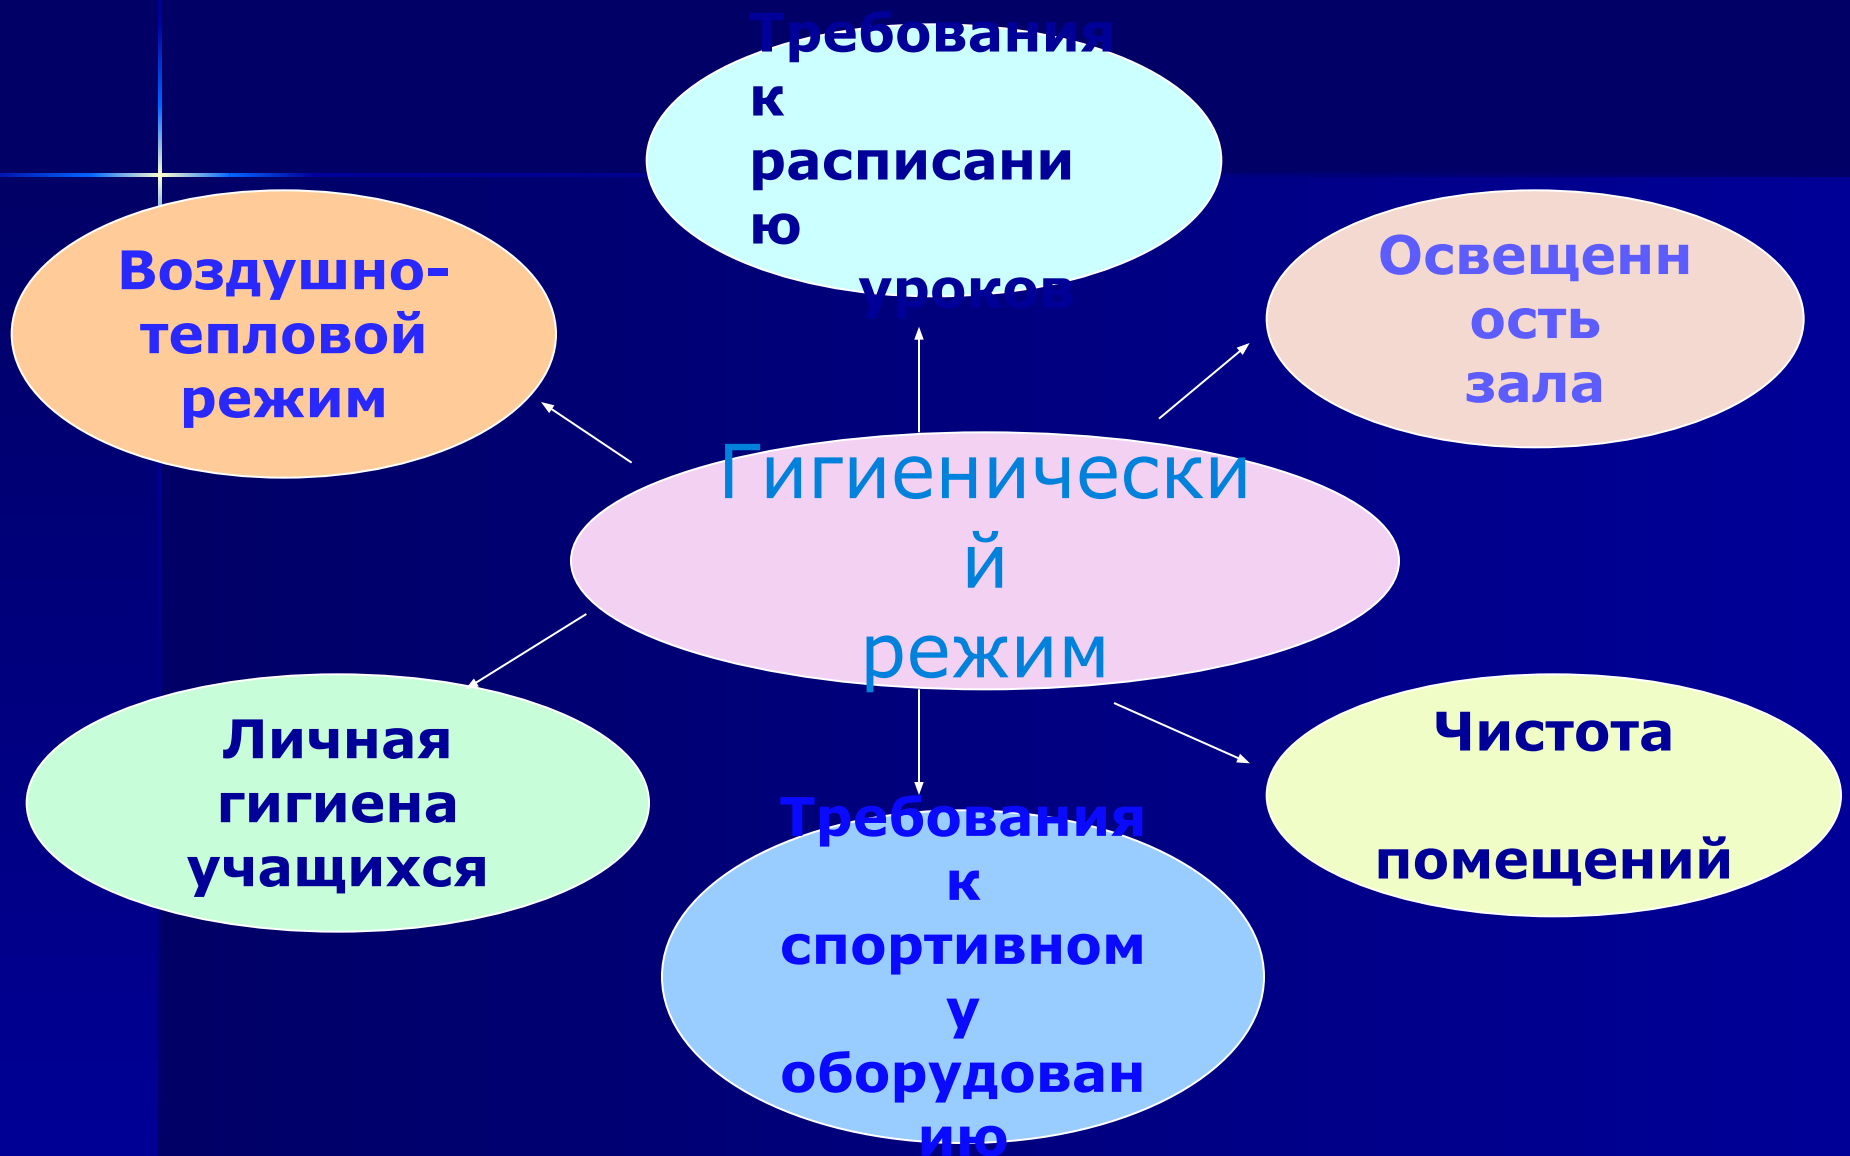 Требования
к
расписани
ю
уроков
Воздушно-
тепловой
режим
Освещенн
ость
зала
Гигиенически
й
режим
Личная
гигиена
учащихся
Чистота
помещений
Требования
к
спортивном
у
оборудован
ию